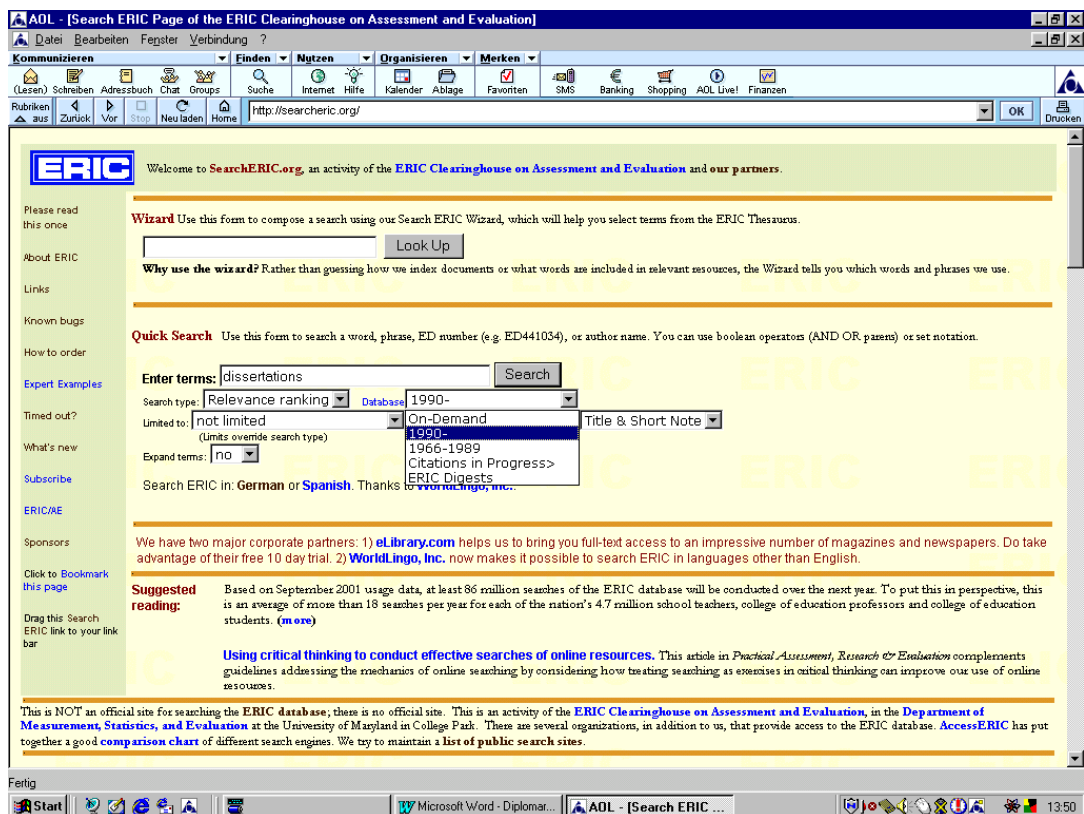 AOL - [Search ERIC Page of the ERIC Clearinghouse on Assessment and Evaluation]
Datei Bearbeiten Fenster Verbindung ?
Kommunizieren Finden Nutzen Organisieren Merken
(Lesen) Schreiben Adressbuch Chat Groups Suche Internet Hilfe Kalender Ablage Favoriten SMS Banking Shopping AOL Live! Finanzen
Rubriken aus Zurück Vor Stop Neu laden Home http://searcheric.org/ OK Drucken
ERIC Welcome to SearchERIC.org, an activity of the ERIC Clearinghouse on Assessment and Evaluation and our partners.
Please read
this once
About ERIC
Links
Known bugs
How to order
Expert Examples
Timed out?
What's new
Subscribe
ERIC/AE
Sponsors
Click to Bookmark
this page
Drag this Search
ERIC link to your link
bar
Wizard Use this form to compose a search using our Search ERIC Wizard, which will help you select terms from the ERIC Thesaurus.
Look Up
Why use the wizard? Rather than guessing how we index documents or what words are included in relevant resources, the Wizard tells you which words and phrases we use.
Quick Search Use this form to search a word, phrase, ED number (e.g. ED441034), or author name. You can use boolean operators (AND OR parens) or set notation.
Enter terms: dissertations Search
Search type: Relevance ranking Database 1990-
Limited to: not limited On-Demand Title & Short Note
(Limits override search type) 1990-
1966-1989
Expand terms: no Citations in Progress>
ERIC Digests
Search ERIC in: German or Spanish. Thanks to WorldLingo, Inc..
We have two major corporate partners: 1) eLibrary.com helps us to bring you full-text access to an impressive number of magazines and newspapers. Do take
advantage of their free 10 day trial. 2) WorldLingo, Inc. now makes it possible to search ERIC in languages other than English.
Suggested
reading:
Based on September 2001 usage data, at least 86 million searches of the ERIC database will be conducted over the next year. To put this in perspective, this
is an average of more than 18 searches per year for each of the nation's 4.7 million school teachers, college of education professors and college of education
students. (more)
Using critical thinking to conduct effective searches of online resources. This article in Practical Assessment, Research & Evaluation complements
guidelines addressing the mechanics of online searching by considering how treating searching as exercises in critical thinking can improve our use of online
resources.
This is NOT an official site for searching the ERIC database; there is no official site. This is an activity of the ERIC Clearinghouse on Assessment and Evaluation, in the Department of
Measurement, Statistics, and Evaluation at the University of Maryland in College Park. There are several organizations, in addition to us, that provide access to the ERIC database. AccessERIC has put
together a good comparison chart of different search engines. We try to maintain a list of public search sites.
Fertig
Start Microsoft Word - Diplomar... AOL - [Search ERIC ... 13:50